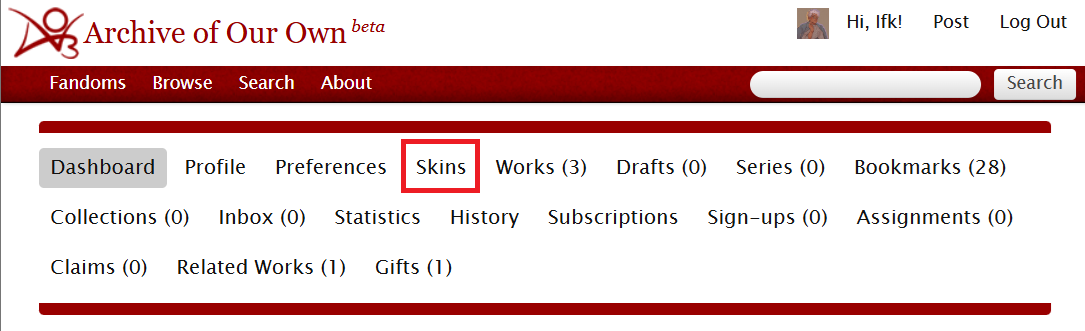 Archive of Our Own beta
Hi, lfk! Post Log Out
Fandoms Browse Search About Search
Dashboard Profile Preferences Skins Works (3) Drafts (0) Series (0) Bookmarks (28)
Collections (0) Inbox (0) Statistics History Subscriptions Sign-ups (0) Assignments (0)
Claims (0) Related Works (1) Gifts (1)